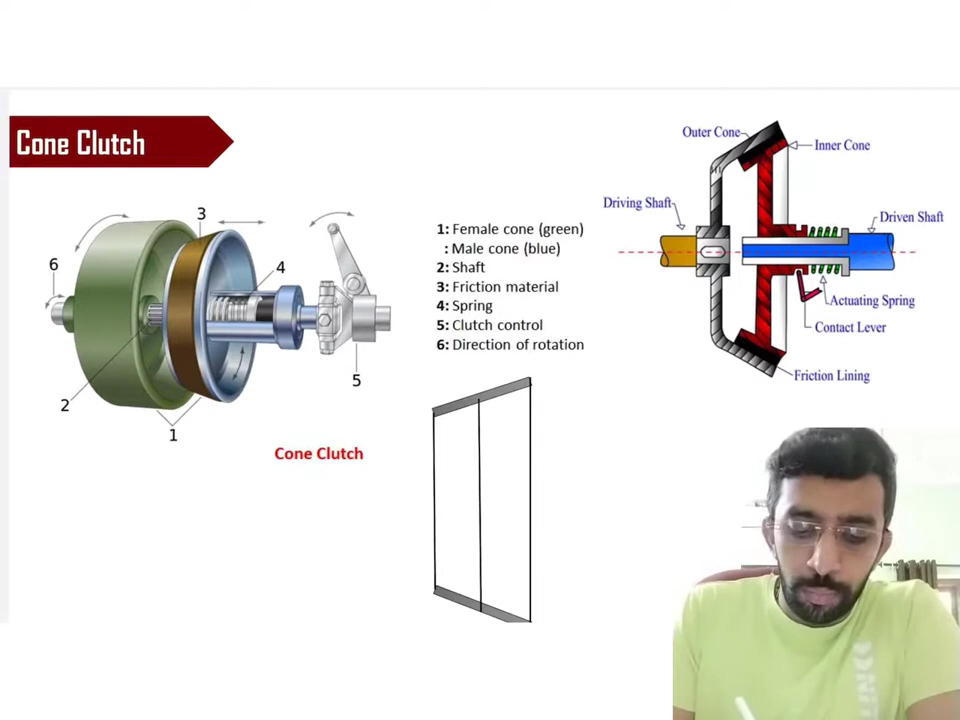 Cone Clutch
3
6
4
5
2
1
Cone Clutch
1: Female cone (green)
: Male cone (blue)
2: Shaft
3: Friction material
4: Spring
5: Clutch control
6: Direction of rotation
Outer Cone
Inner Cone
Driving Shaft
Driven Shaft
Actuating Spring
Contact Lever
Friction Lining